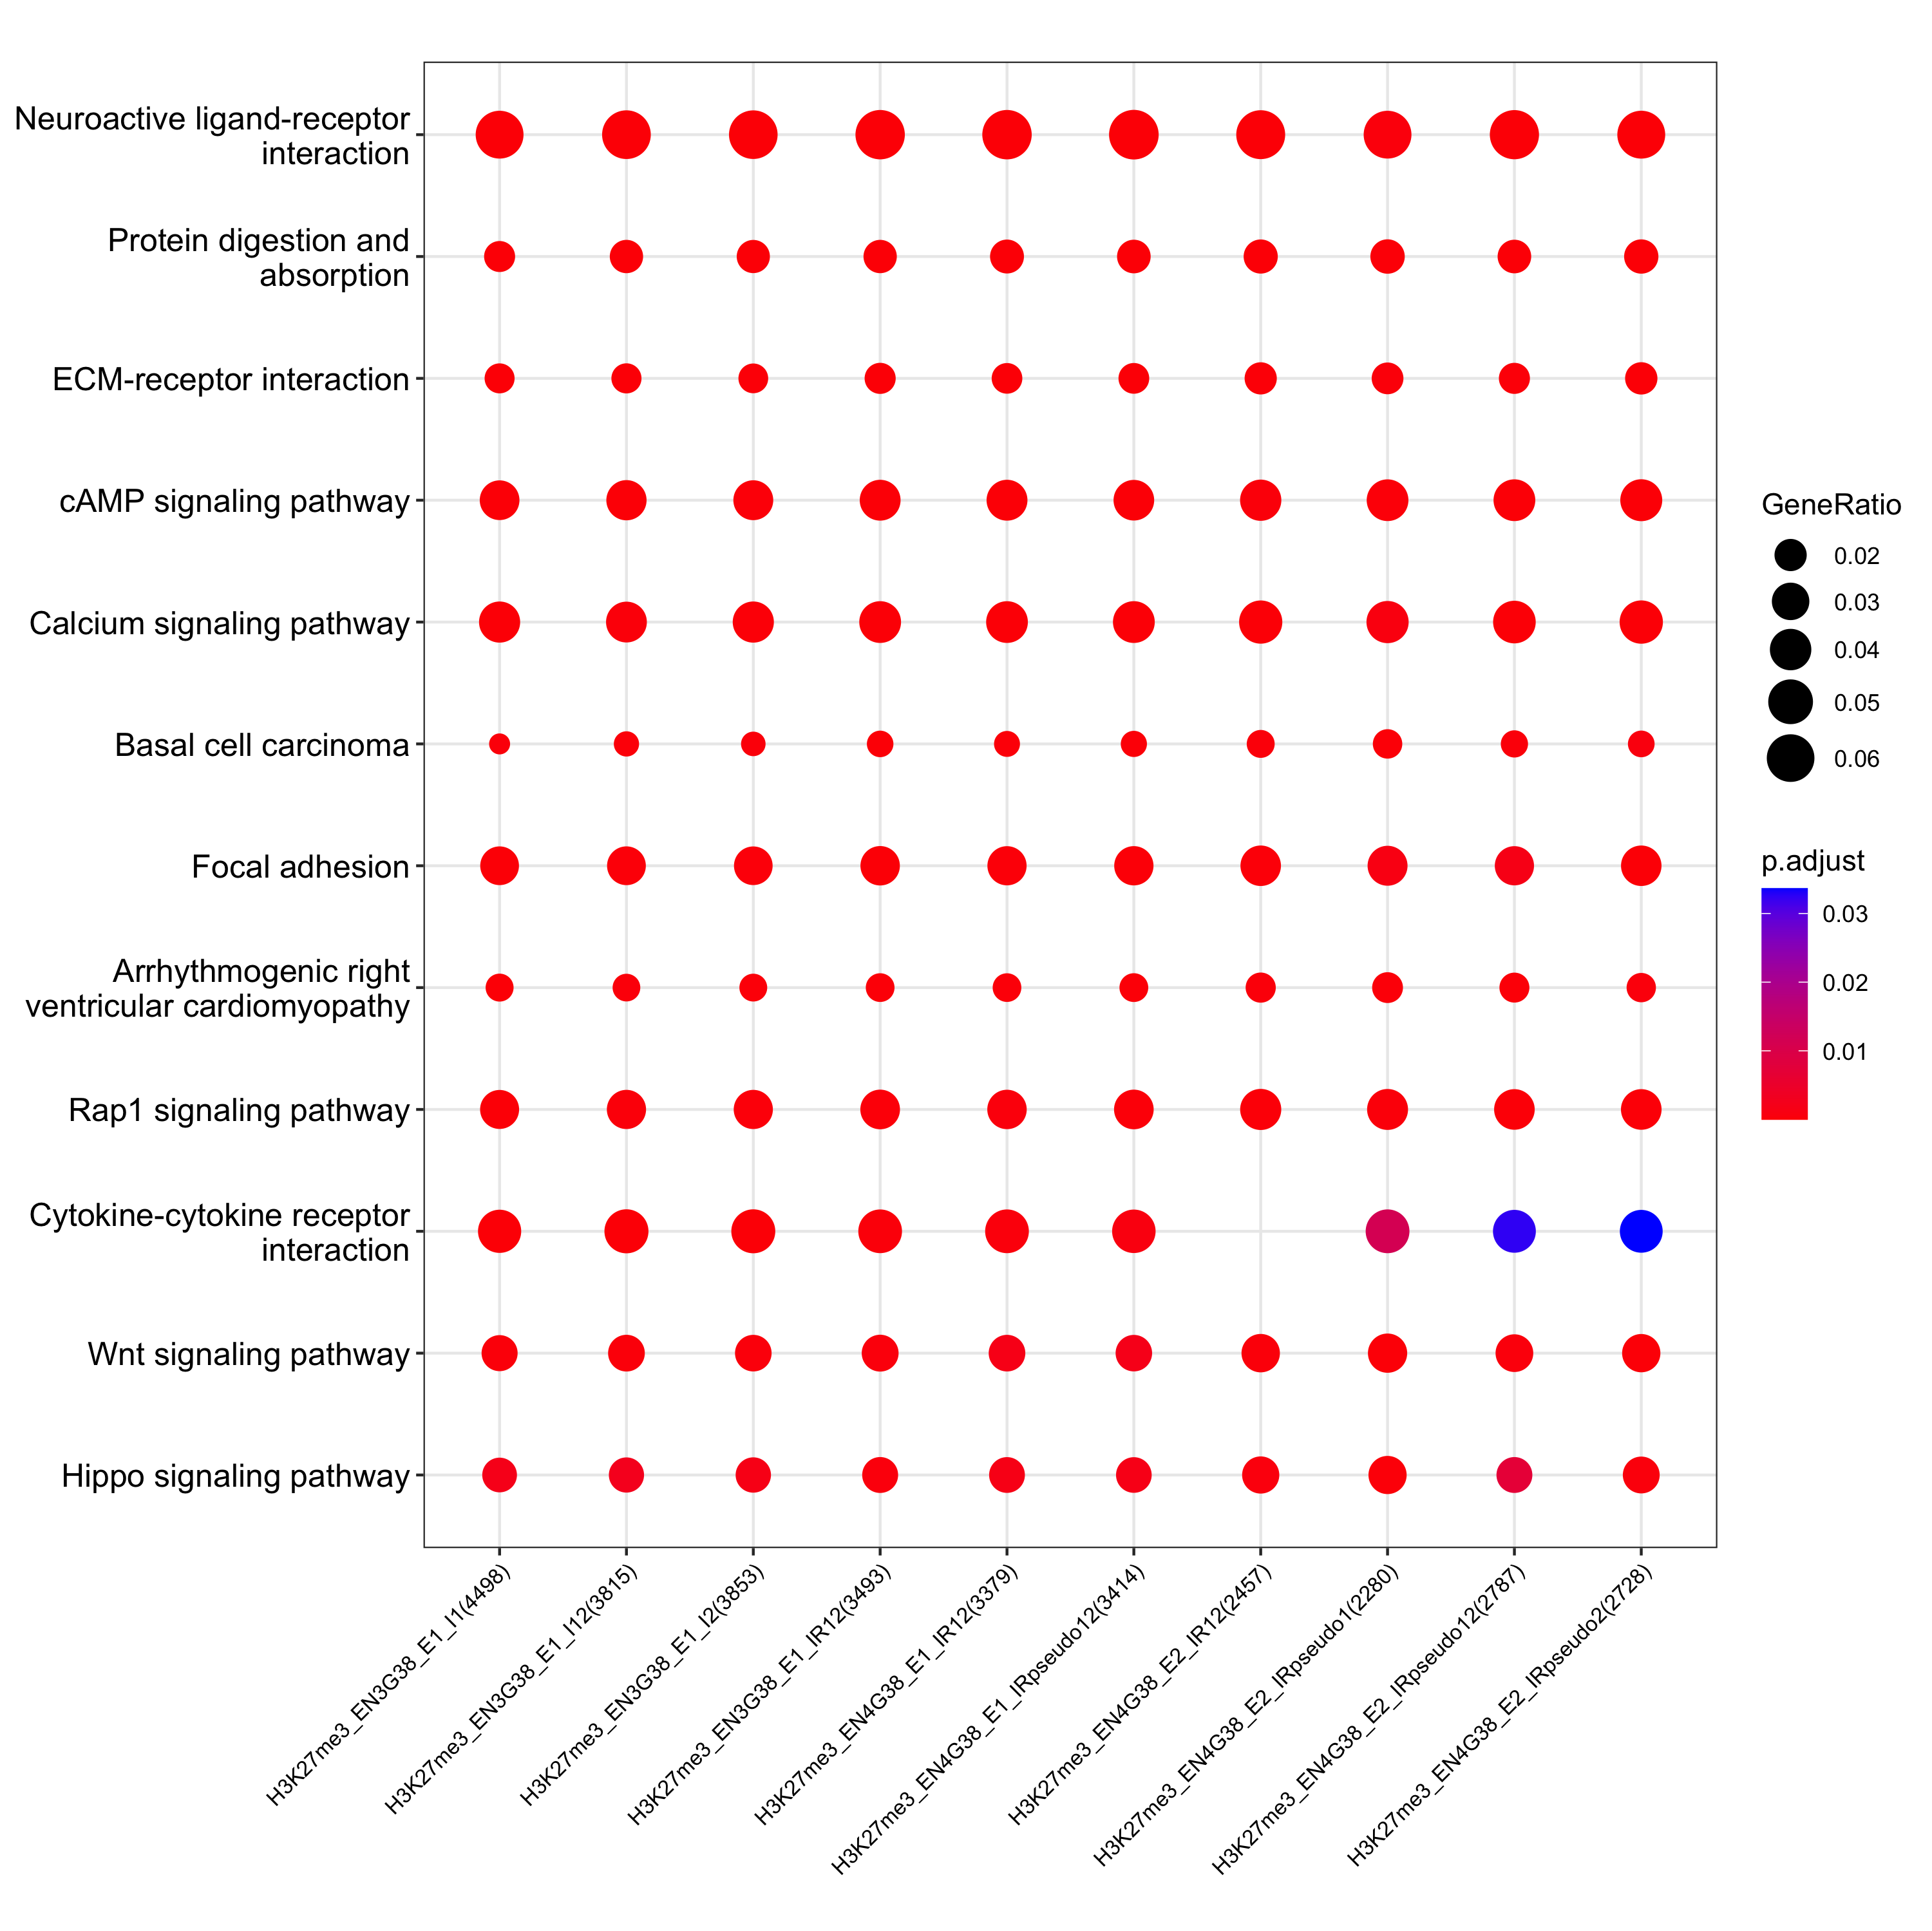 Neuroactive ligand-receptor
interaction
Protein digestion and
absorption
ECM-receptor interaction
cAMP signaling pathway
Calcium signaling pathway
Basal cell carcinoma
Focal adhesion
Arrhythmogenic right
ventricular cardiomyopathy
Rap1 signaling pathway
Cytokine-cytokine receptor
interaction
Wnt signaling pathway
Hippo signaling pathway
H3K27me3_EN3G38_E1_I1(4498)
H3K27me3_EN3G38_E1_I12(3815)
H3K27me3_EN3G38_E1_I2(3853)
H3K27me3_EN3G38_E1_IR12(3493)
H3K27me3_EN4G38_E1_IR12(3379)
H3K27me3_EN4G38_E1_IRpseudo12(3414)
H3K27me3_EN4G38_E2_IR12(2457)
H3K27me3_EN4G38_E2_IRpseudo1(2280)
H3K27me3_EN4G38_E2_IRpseudo12(2787)
H3K27me3_EN4G38_E2_IRpseudo2(2728)
GeneRatio
0.02
0.03
0.04
0.05
0.06
p.adjust
0.03
0.02
0.01